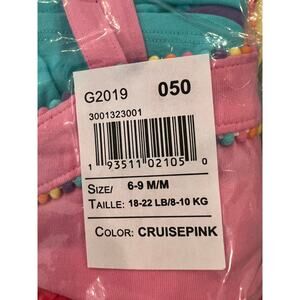 G2019 050
3001323001
1 93511 02105 0
SIZE/ 6-9 M/M
TAILLE: 18-22 LB/8-10 KG
COLOR: CRUISEPINK